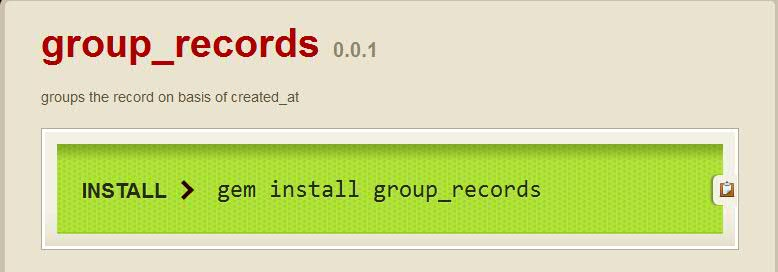 group_records 0.0.1
groups the record on basis of created_at
INSTALL > gem install group_records